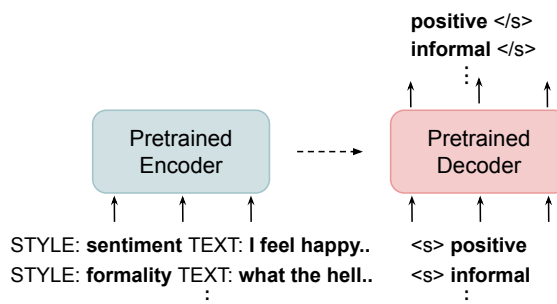 positive </s>
informal </s>
⋮
Pretrained
Encoder
Pretrained
Decoder
STYLE: sentiment TEXT: I feel happy..
<s> positive
STYLE: formality TEXT: what the hell..
<s> informal
⋮
⋮